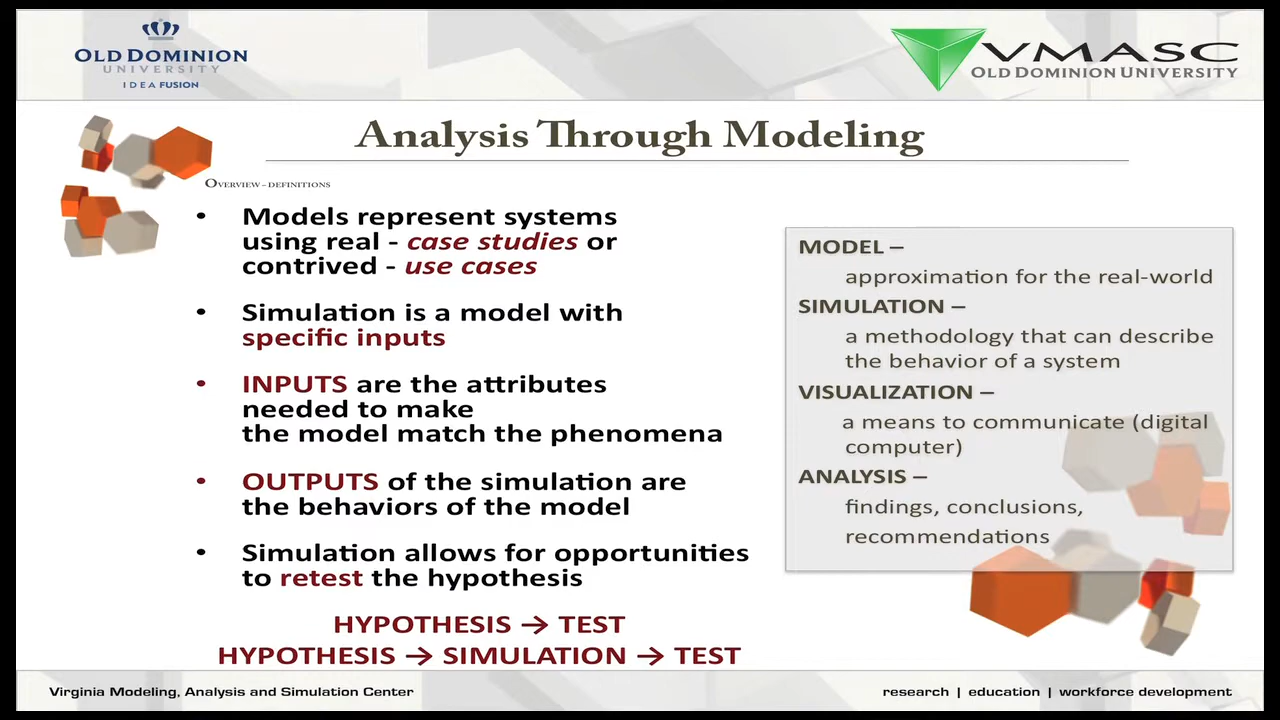 OLD DOMINION
UNIVERSITY
IDEA FUSION
VMASC
OLD DOMINION UNIVERSITY
Analysis Through Modeling
OVERVIEW – DEFINITIONS
• Models represent systems
using real - case studies or
contrived - use cases
• Simulation is a model with
specific inputs
• INPUTS are the attributes
needed to make
the model match the phenomena
• OUTPUTS of the simulation are
the behaviors of the model
• Simulation allows for opportunities
to retest the hypothesis
HYPOTHESIS → TEST
HYPOTHESIS → SIMULATION → TEST
MODEL –
approximation for the real-world
SIMULATION –
a methodology that can describe
the behavior of a system
VISUALIZATION –
a means to communicate (digital
computer)
ANALYSIS –
findings, conclusions,
recommendations
Virginia Modeling, Analysis and Simulation Center
research | education | workforce development